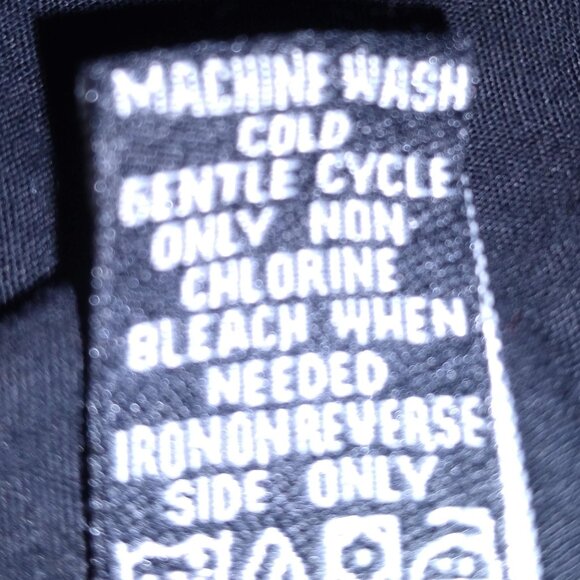 MACHINE WASH
COLD
GENTLE CYCLE
ONLY NON-
CHLORINE
BLEACH WHEN
NEEDED
IRON ON REVERSE
SIDE ONLY